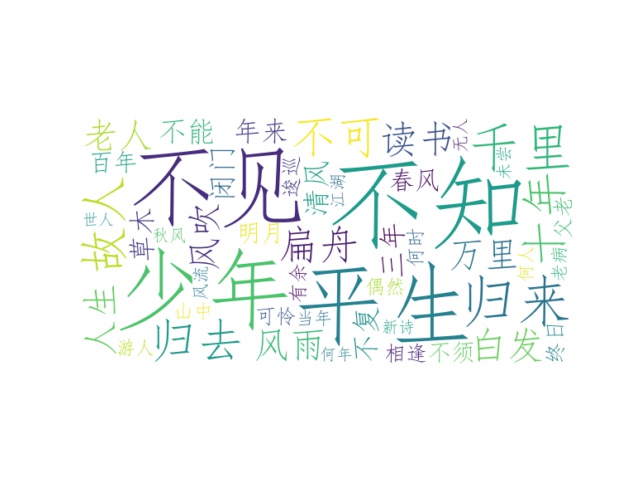 老人
不能
年来
不可
读书
无人
千里
百年
不见
闭门
逡巡
清风
江湖
春风
不知
未尝
十年
父老
世人
故人
草木
秋风
风吹
明月
扁舟
三年
何时
万里
何人
老病
人生
少年
风流
山中
有余
平生
偶然
归来
游人
归去
可怜
当年
风雨
何年
不复
新诗
相逢
不须
白发
终日